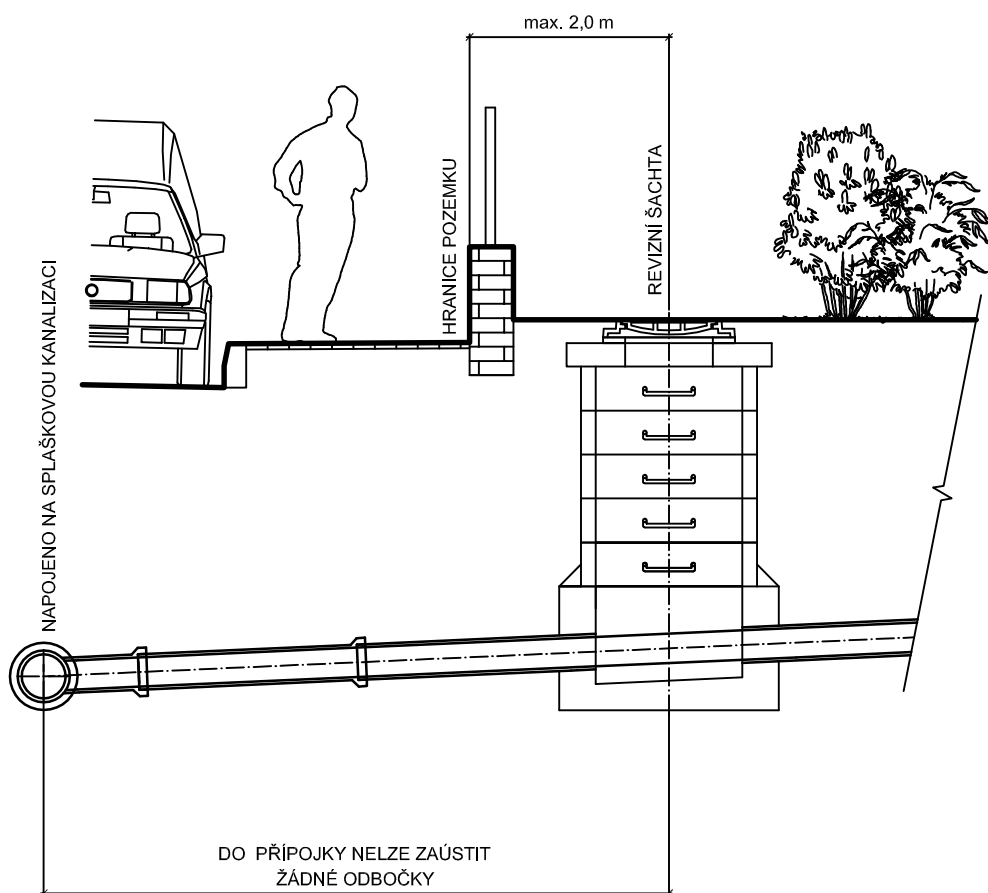 max. 2,0 m
NAPOJENO NA SPLAŠKOVOU KANALIZACI
HRANICE POZEMKU
REVIZNÍ ŠACHTA
DO PŘÍPOJKY NELZE ZAÚSTIT
ŽÁDNÉ ODBOČKY